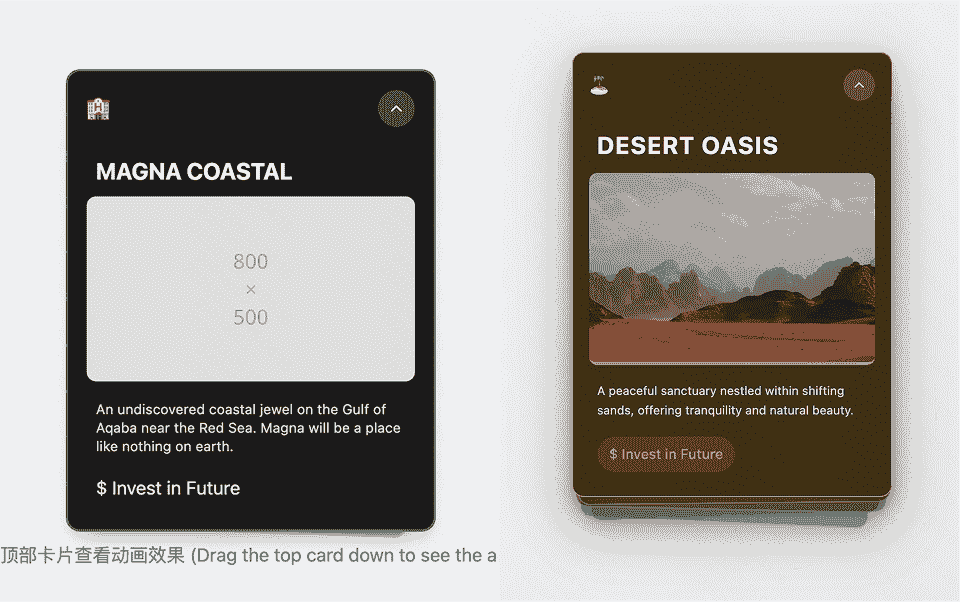 MAGNA COASTAL
800
×
500
An undiscovered coastal jewel on the Gulf of
Aqaba near the Red Sea. Magna will be a place
like nothing on earth.
$ Invest in Future
顶部卡片查看动画效果 (Drag the top card down to see the a
DESERT OASIS
A peaceful sanctuary nestled within shifting
sands, offering tranquility and natural beauty.
$ Invest in Future